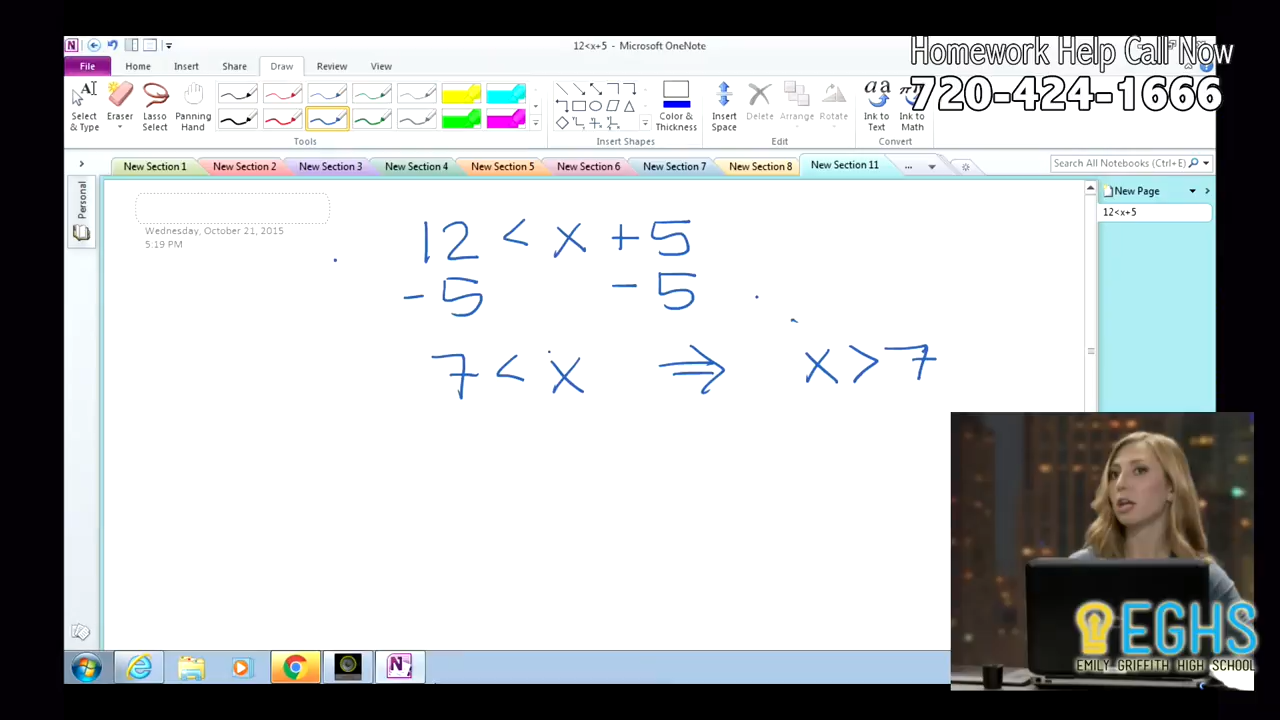 12<x+5 - Microsoft OneNote
Homework Help Call Now
720-424-1666
File Home Insert Share Draw Review View
Select & Type
Eraser
Lasso Select
Panning Hand
Color & Thickness
Insert Space
Delete
Arrange
Rotate
Ink to Text
Ink to Math
Tools
Insert Shapes
Edit
Convert
New Section 1 New Section 2 New Section 3 New Section 4 New Section 5 New Section 6 New Section 7 New Section 8 New Section 11 ...
Search All Notebooks (Ctrl+E)
Personal
New Page
12<x+5
Wednesday, October 21, 2015
5:19 PM
12 < x + 5
- 5 - 5
7 < x ⇒ x > 7
EGHS
EMILY GRIFFITH HIGH SCHOOL